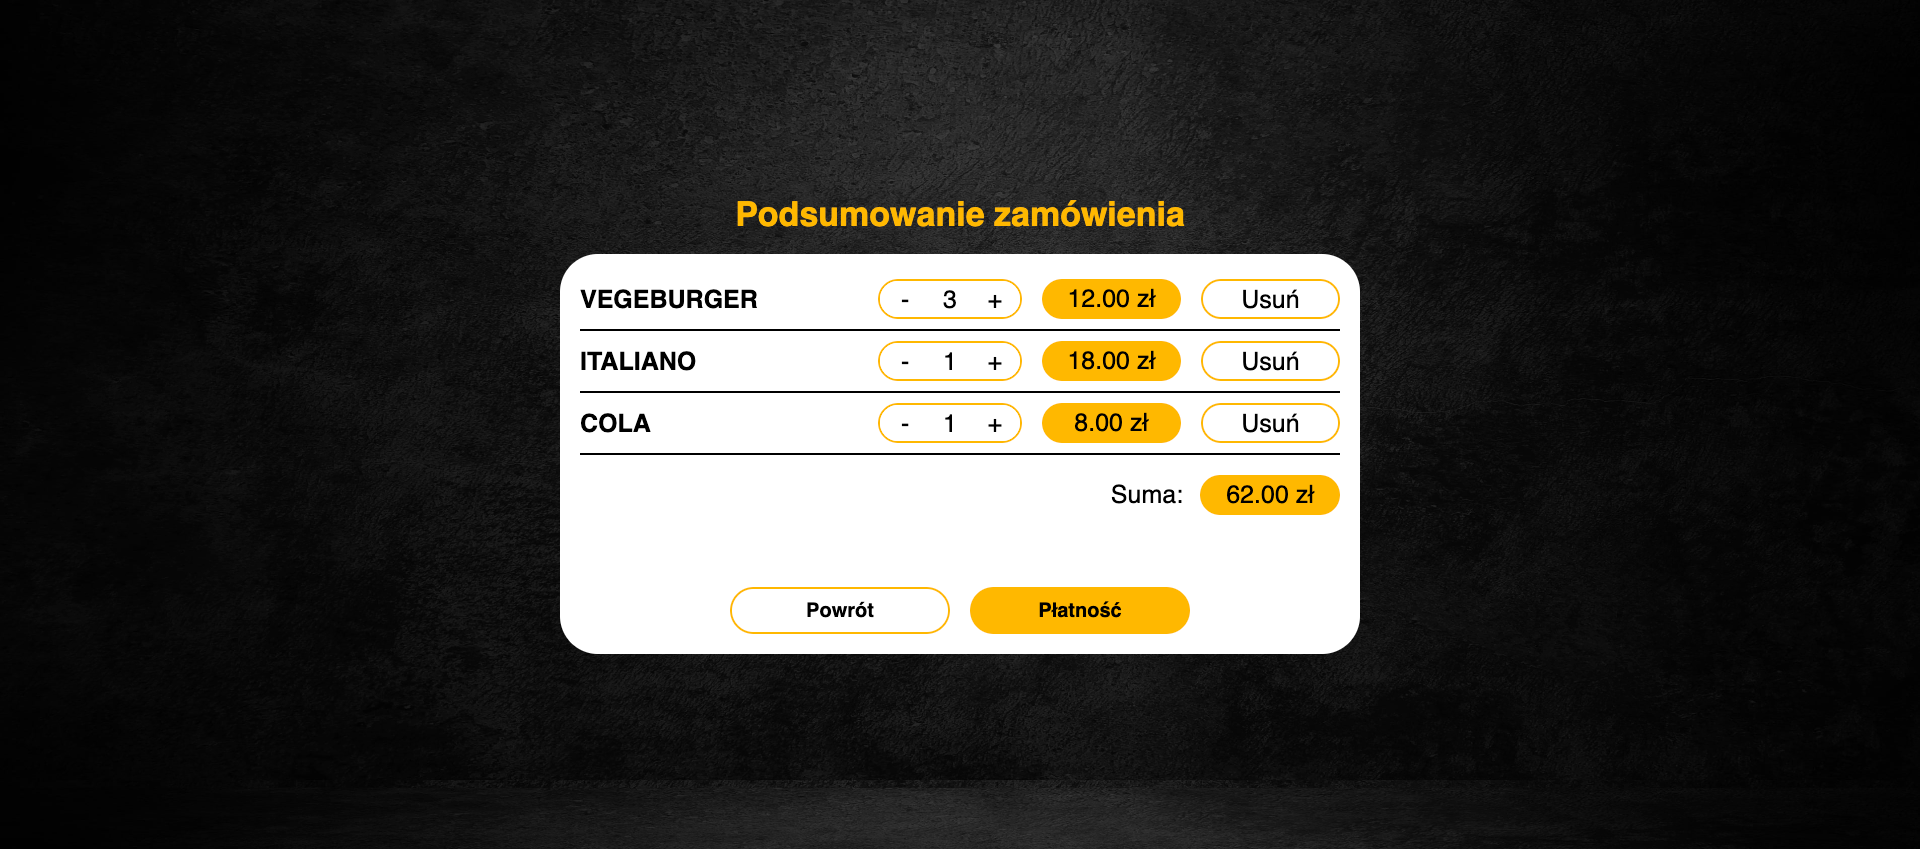 Podsumowanie zamówienia
VEGEBURGER - 3 + 12.00 zł Usuń
ITALIANO - 1 + 18.00 zł Usuń
COLA - 1 + 8.00 zł Usuń
Suma: 62.00 zł
Powrót Płatność